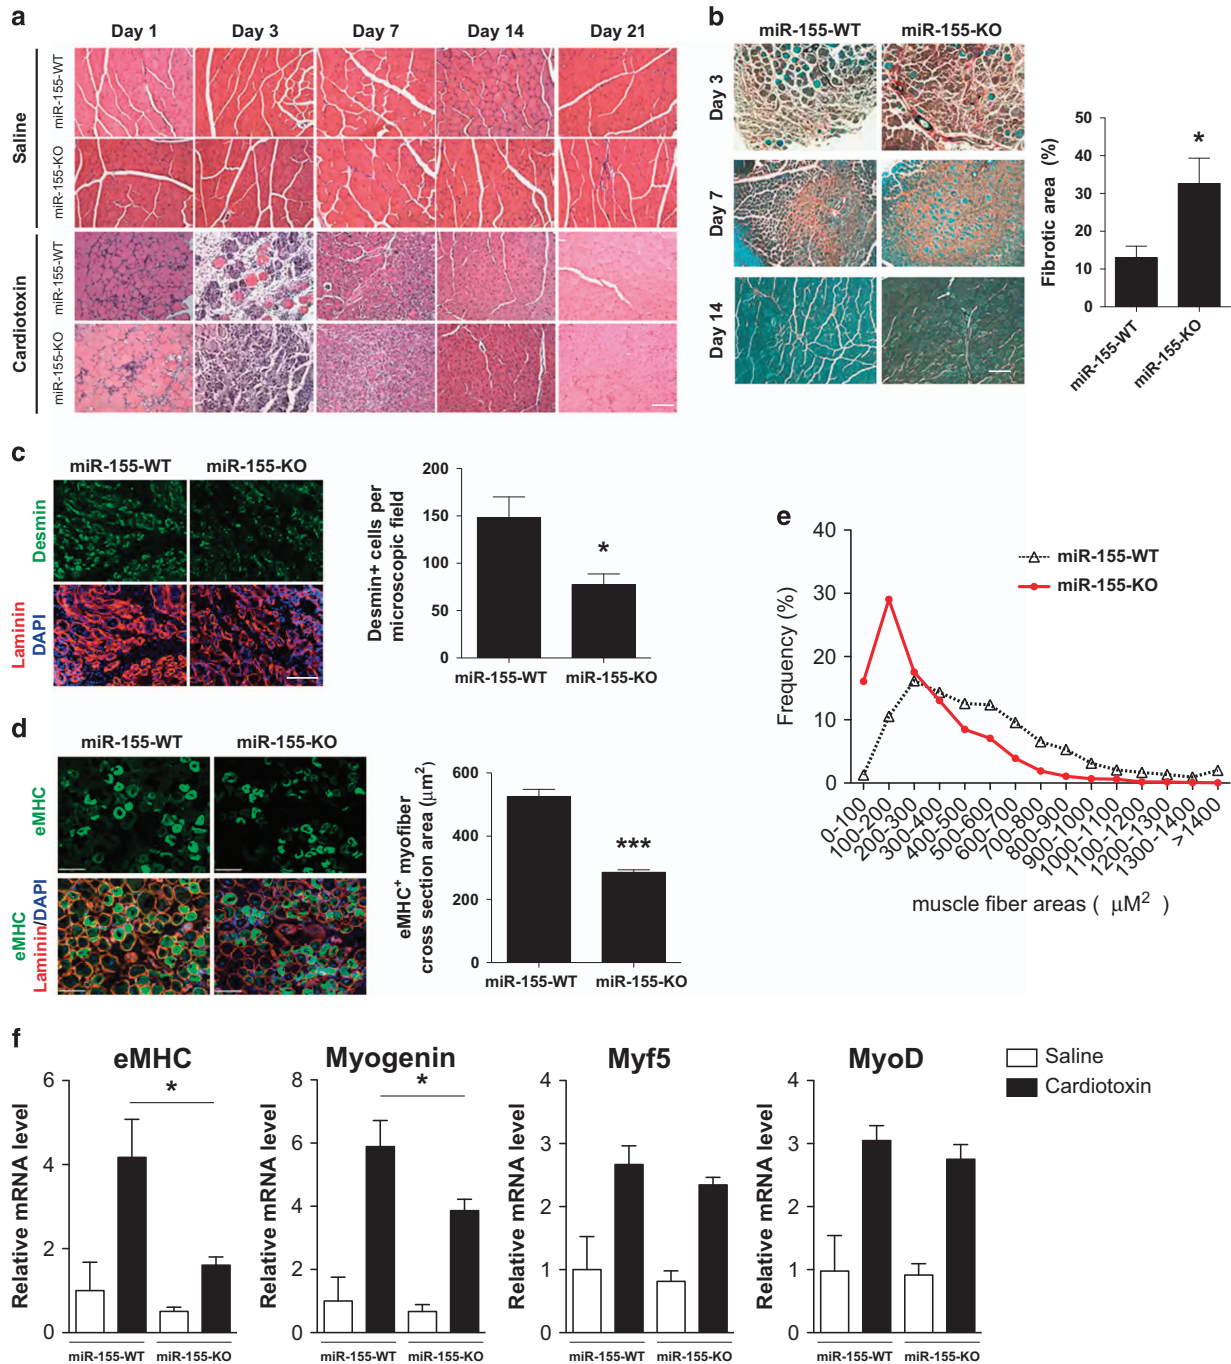 a
Day 1 Day 3 Day 7 Day 14 Day 21
Saline
miR-155-WT
miR-155-KO
Cardiotoxin
miR-155-WT
miR-155-KO
b
miR-155-WT miR-155-KO
Day 3
Day 7
Day 14
Fibrotic area (%)
50
40
30
20
10
0
*
miR-155-WT
miR-155-KO
c
miR-155-WT miR-155-KO
Desmin
Laminin
DAPI
Desmin+ cells per
microscopic field
200
150
100
50
0
*
miR-155-WT miR-155-KO
d
miR-155-WT miR-155-KO
eMHC
eMHC
Laminin/DAPI
eMHC+ myofiber
cross section area (μm2)
600
400
200
0
***
miR-155-WT miR-155-KO
e
Frequency (%)
40
30
20
10
0
miR-155-WT
miR-155-KO
0-100
100-200
200-300
300-400
400-500
500-600
600-700
700-800
800-900
900-1000
1000-1100
1100-1200
1200-1300
1300-1400
>1400
muscle fiber areas ( μM2 )
f
eMHC
Relative mRNA level
6
4
2
0
*
miR-155-WT miR-155-KO
Myogenin
Relative mRNA level
8
6
4
2
0
*
miR-155-WT miR-155-KO
Myf5
Relative mRNA level
4
3
2
1
0
miR-155-WT miR-155-KO
MyoD
Relative mRNA level
4
3
2
1
0
miR-155-WT miR-155-KO
Saline
Cardiotoxin